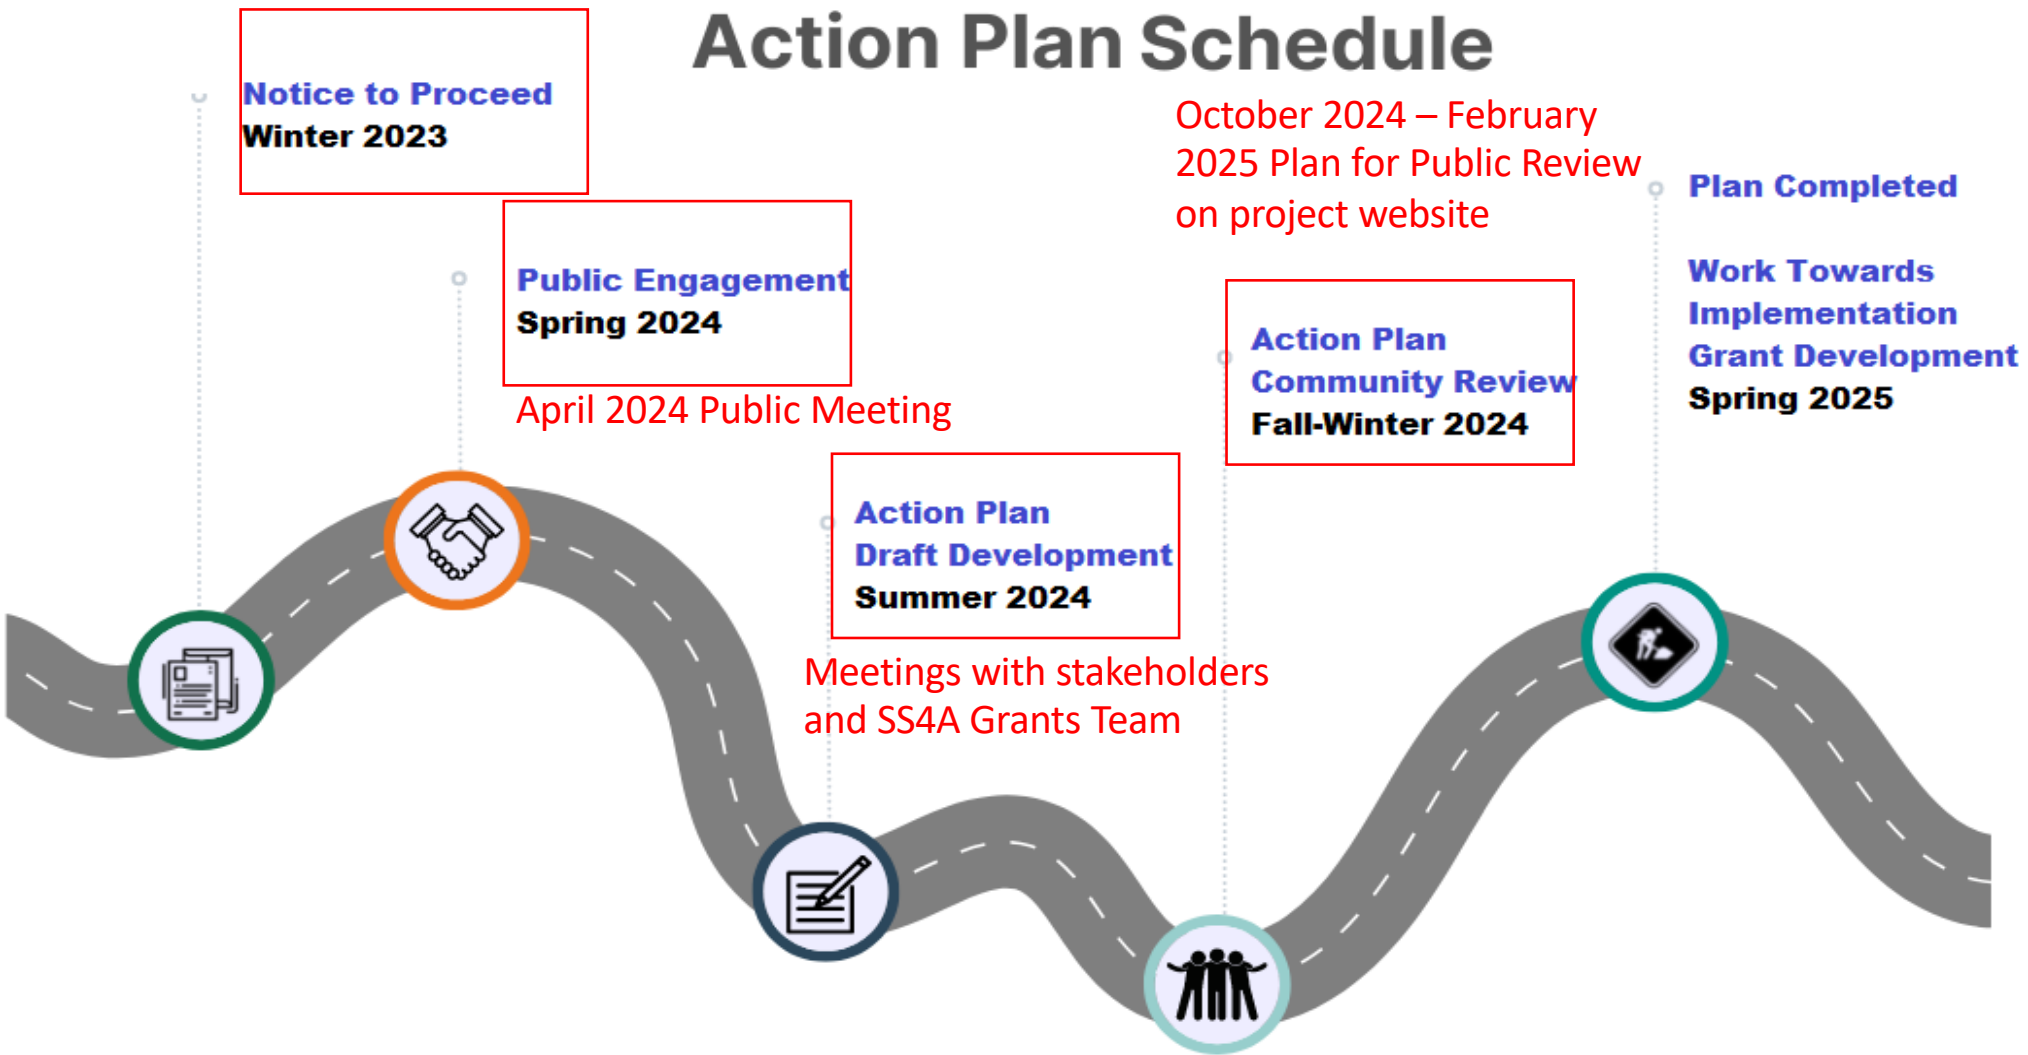 Action Plan Schedule
Notice to Proceed
Winter 2023
Public Engagement
Spring 2024
April 2024 Public Meeting
Action Plan
Draft Development
Summer 2024
Meetings with stakeholders
and SS4A Grants Team
October 2024 – February
2025 Plan for Public Review
on project website
Action Plan
Community Review
Fall-Winter 2024
Plan Completed
Work Towards
Implementation
Grant Development
Spring 2025